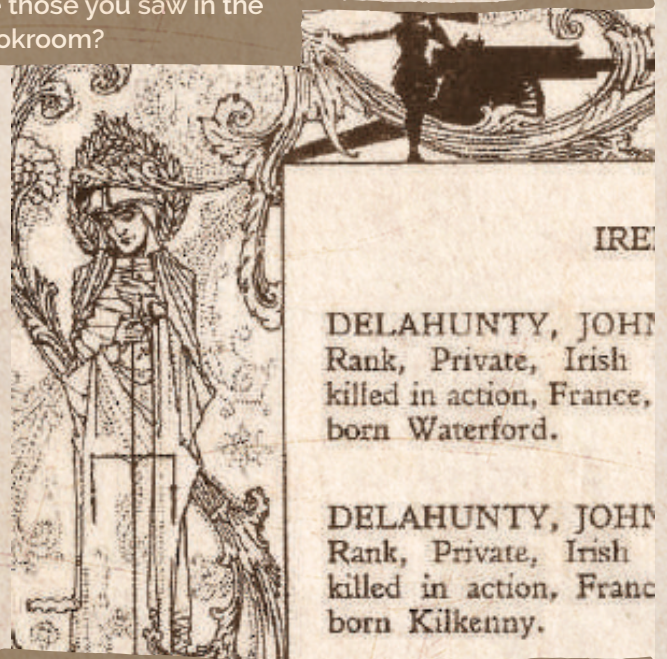 those you saw in the
okroom?
IRE
DELAHUNTY, JOHN
Rank, Private, Irish
killed in action, France,
born Waterford.
DELAHUNTY, JOHN
Rank, Private, Irish
killed in action, Franc
born Kilkenny.